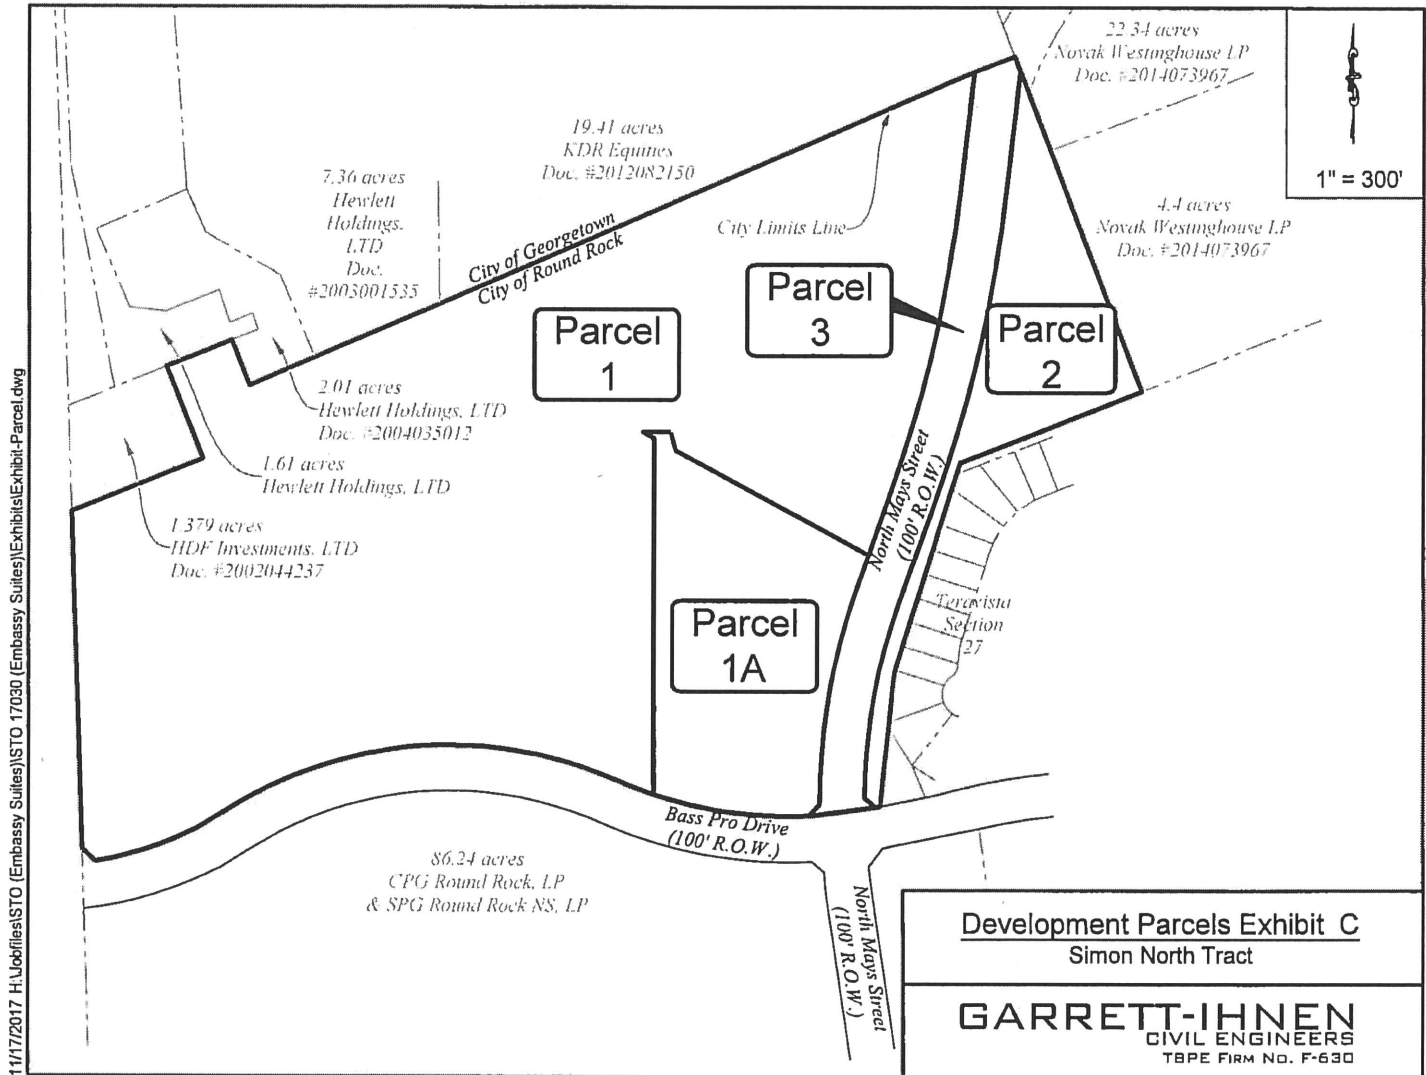 22.34 acres
Novak Westinghouse LP
Doc. #2014073967
1" = 300'
19.41 acres
KDR Equities
Doc. #2012082150
7.36 acres
Hewlett
Holdings,
LTD
Doc.
#2003001535
City of Georgetown
City of Round Rock
City Limits Line
4.4 acres
Novak Westinghouse LP
Doc. #2014073967
Parcel
3
Parcel
1
Parcel
2
2.01 acres
Hewlett Holdings, LTD
Doc. #2004035012
1.61 acres
Hewlett Holdings, LTD
1.379 acres
HDF Investments, LTD
Doc. #2002044237
North Mays Street
(100' R.O.W.)
Teravista
Section
27
Parcel
1A
Bass Pro Drive
(100' R.O.W.)
86.24 acres
CPG Round Rock, LP
& SPG Round Rock NS, LP
North Mays Street
(100' R.O.W.)
Development Parcels Exhibit C
Simon North Tract
GARRETT-IHNEN
CIVIL ENGINEERS
TBPE FIRM NO. F-630
11/17/2017 H:\Jobfiles\STO (Embassy Suites)\STO 17030 (Embassy Suites)\Exhibits\Exhibit-Parcel.dwg